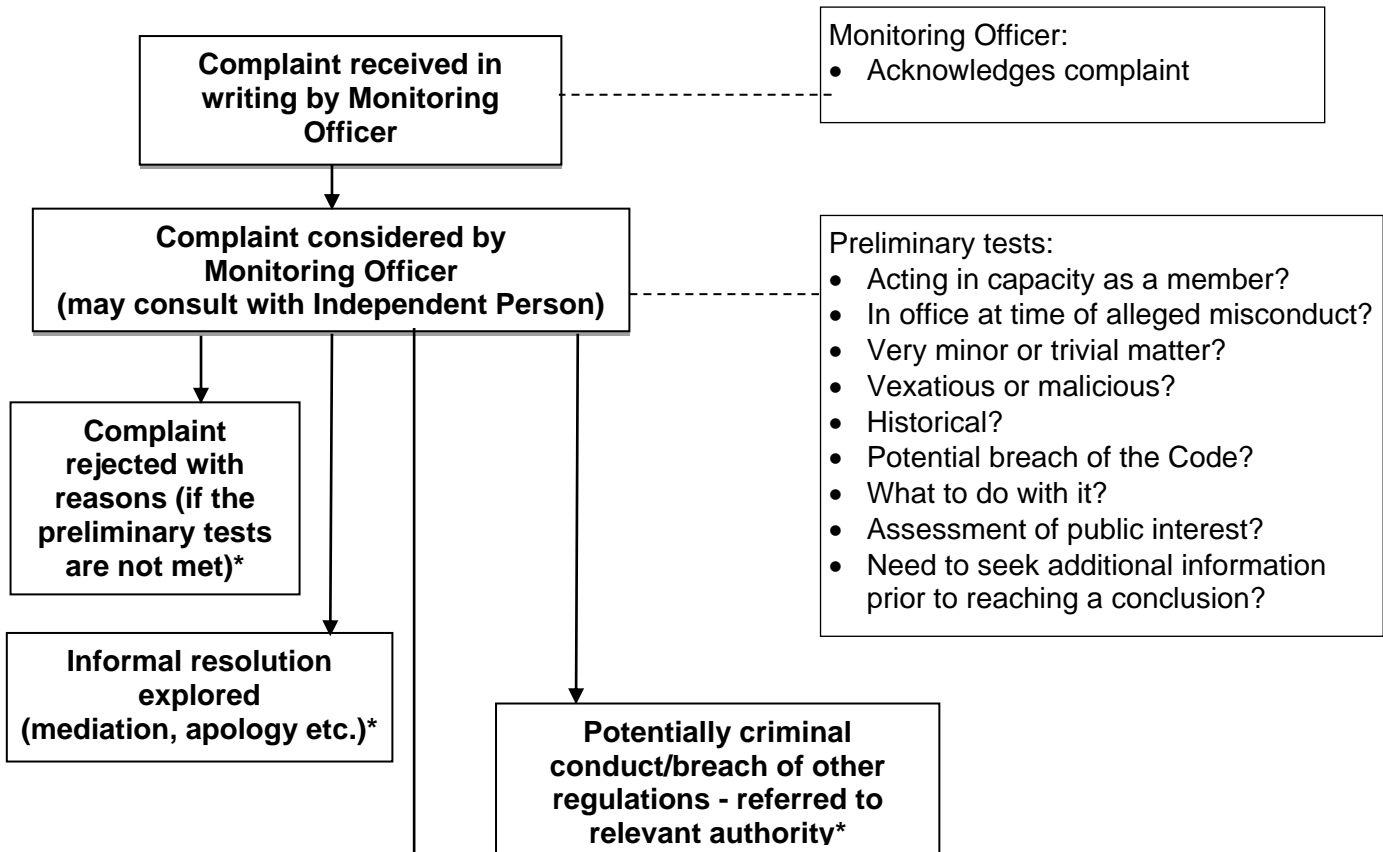 Complaint received in
writing by Monitoring
Officer
Monitoring Officer:
• Acknowledges complaint
Complaint considered by
Monitoring Officer
(may consult with Independent Person)
Preliminary tests:
• Acting in capacity as a member?
• In office at time of alleged misconduct?
• Very minor or trivial matter?
• Vexatious or malicious?
• Historical?
• Potential breach of the Code?
• What to do with it?
• Assessment of public interest?
• Need to seek additional information
prior to reaching a conclusion?
Complaint
rejected with
reasons (if the
preliminary tests
are not met)*
Informal resolution
explored
(mediation, apology etc.)*
Potentially criminal
conduct/breach of other
regulations - referred to
relevant authority*